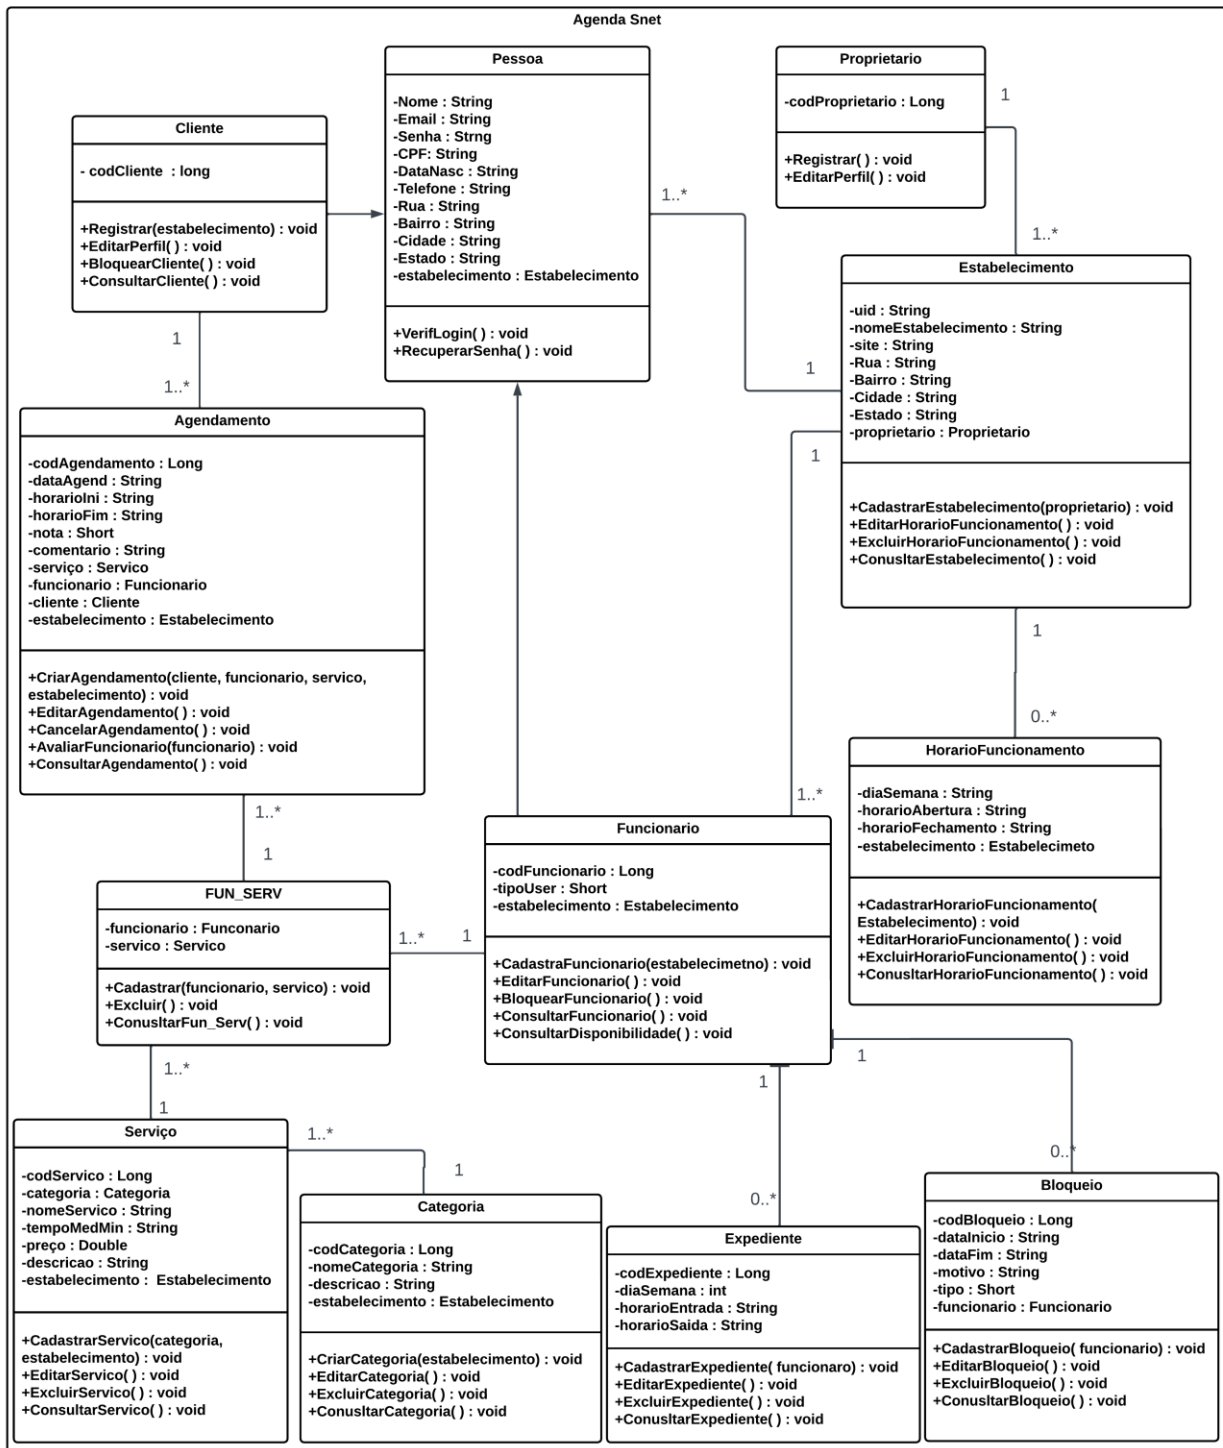 Agenda Snet
Pessoa
-Nome : String
-Email : String
-Senha : Strng
-CPF: String
-DataNasc : String
-Telefone : String
-Rua : String
-Bairro : String
-Cidade : String
-Estado : String
-estabelecimento : Estabelecimento
+VerifLogin( ) : void
+RecuperarSenha( ) : void
Proprietario
-codProprietario : Long
+Registrar( ) : void
+EditarPerfil( ) : void
1
1..*
Cliente
- codCliente : long
+Registrar(estabelecimento) : void
+EditarPerfil( ) : void
+BloquearCliente( ) : void
+ConsultarCliente( ) : void
1..*
1
Estabelecimento
-uid : String
-nomeEstabelecimento : String
-site : String
-Rua : String
-Bairro : String
-Cidade : String
-Estado : String
-proprietario : Proprietario
+CadastrarEstabelecimento(proprietario) : void
+EditarHorarioFuncionamento( ) : void
+ExcluirHorarioFuncionamento( ) : void
+ConusltarEstabelecimento( ) : void
1
1..*
Agendamento
-codAgendamento : Long
-dataAgend : String
-horarioIni : String
-horarioFim : String
-nota : Short
-comentario : String
-serviço : Servico
-funcionario : Funcionario
-cliente : Cliente
-estabelecimento : Estabelecimento
+CriarAgendamento(cliente, funcionario, servico,
estabelecimento) : void
+EditarAgendamento( ) : void
+CancelarAgendamento( ) : void
+AvaliarFuncionario(funcionario) : void
+ConsultarAgendamento( ) : void
1
1..*
1
0..*
HorarioFuncionamento
-diaSemana : String
-horarioAbertura : String
-horarioFechamento : String
-estabelecimento : Estabelecimeto
+CadastrarHorarioFuncionamento(
Estabelecimento) : void
+EditarHorarioFuncionamento( ) : void
+ExcluirHorarioFuncionamento( ) : void
+ConusltarHorarioFuncionamento( ) : void
1..*
1
FUN_SERV
-funcionario : Funconario
-servico : Servico
+Cadastrar(funcionario, servico) : void
+Excluir( ) : void
+ConusltarFun_Serv( ) : void
1..*
1
Funcionario
-codFuncionario : Long
-tipoUser : Short
-estabelecimento : Estabelecimento
+CadastraFuncionario(estabelecimetno) : void
+EditarFuncionario( ) : void
+BloquearFuncionario( ) : void
+ConsultarFuncionario( ) : void
+ConsultarDisponibilidade( ) : void
1..*
1
Serviço
-codServico : Long
-categoria : Categoria
-nomeServico : String
-tempoMedMin : String
-preço : Double
-descricao : String
-estabelecimento : Estabelecimento
+CadastrarServico(categoria,
estabelecimento) : void
+EditarServico( ) : void
+ExcluirServico( ) : void
+ConsultarServico( ) : void
1..*
1
Categoria
-codCategoria : Long
-nomeCategoria : String
-descricao : String
-estabelecimento : Estabelecimento
+CriarCategoria(estabelecimento) : void
+EditarCategoria( ) : void
+ExcluirCategoria( ) : void
+ConusltarCategoria( ) : void
1
0..*
Expediente
-codExpediente : Long
-diaSemana : int
-horarioEntrada : String
-horarioSaida : String
+CadastrarExpediente( funcionaro) : void
+EditarExpediente( ) : void
+ExcluirExpediente( ) : void
+ConusltarExpediente( ) : void
1
0..*
Bloqueio
-codBloqueio : Long
-dataInicio : String
-dataFim : String
-motivo : String
-tipo : Short
-funcionario : Funcionario
+CadastrarBloqueio( funcionario) : void
+EditarBloqueio( ) : void
+ExcluirBloqueio( ) : void
+ConusltarBloqueio( ) : void